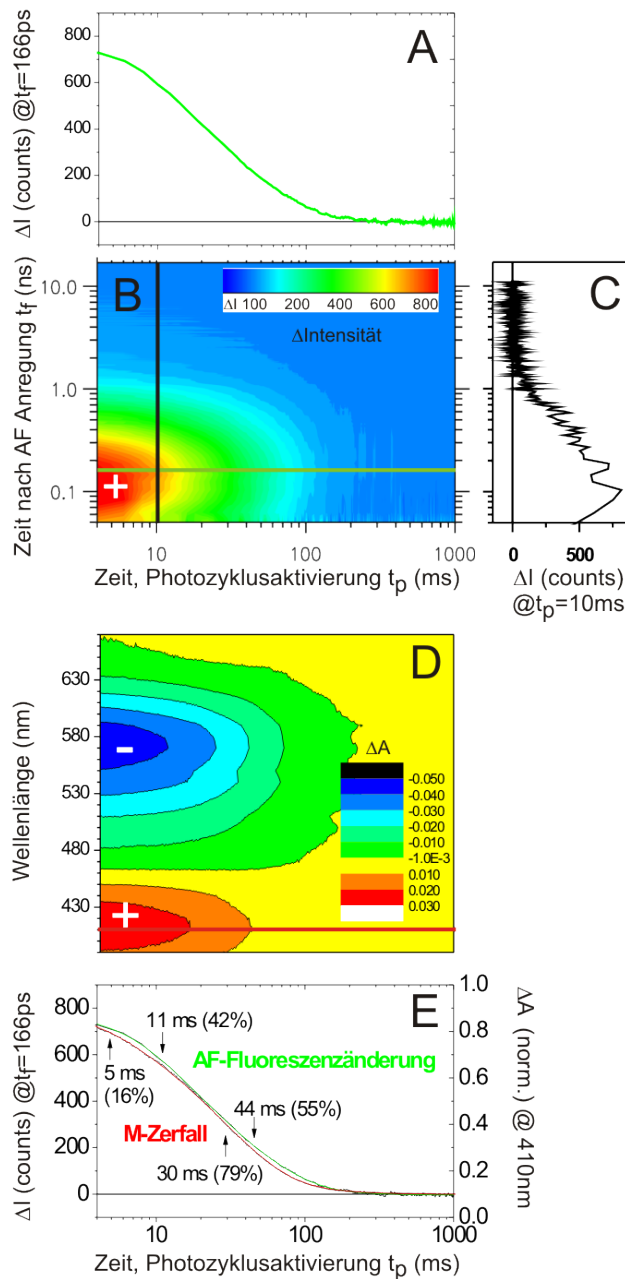 800
600
400
200
0
ΔI (counts) @tf=166ps
A
10.0
1.0
0.1
Zeit nach AF Anregung tf (ns)
B
ΔI 100 200 400 600 800
ΔIntensität
10 100 1000
Zeit, Photozyklusaktivierung tp (ms)
C
0 500
ΔI (counts)
@tp=10ms
630
580
530
480
430
Wellenlänge (nm)
D
ΔA
-0.050
-0.040
-0.030
-0.020
-0.010
-1.0E-3
0.010
0.020
0.030
800
600
400
200
0
ΔI (counts) @tf=166ps
E
11 ms (42%)
AF-Fluoreszenzänderung
5 ms
(16%)
44 ms (55%)
M-Zerfall
30 ms (79%)
1.0
0.8
0.6
0.4
0.2
0.0
ΔA (norm.) @ 410nm
10 100 1000
Zeit, Photozyklusaktivierung tp (ms)